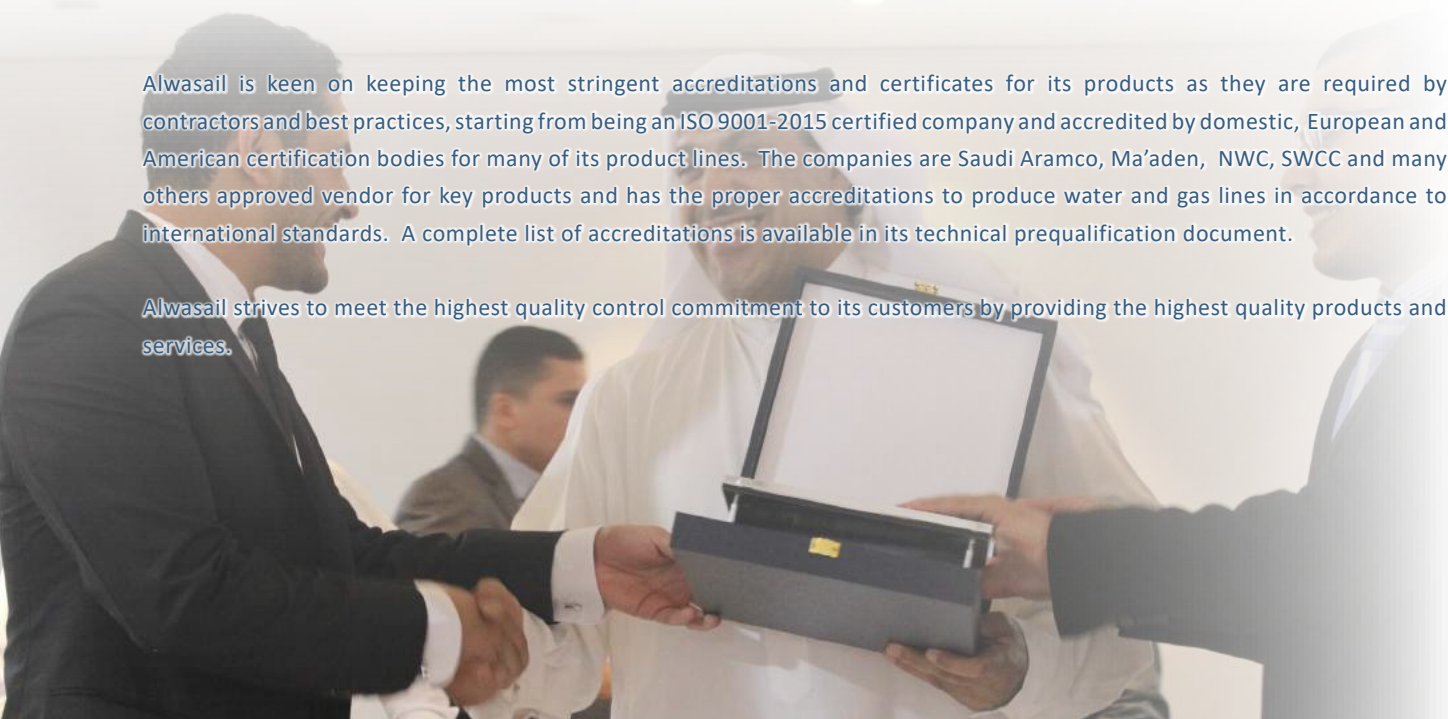 Alwasail is keen on keeping the most stringent accreditations and certificates for its products as they are required by
contractors and best practices, starting from being an ISO 9001-2015 certified company and accredited by domestic, European and
American certification bodies for many of its product lines. The companies are Saudi Aramco, Ma’aden, NWC, SWCC and many
others approved vendor for key products and has the proper accreditations to produce water and gas lines in accordance to
international standards. A complete list of accreditations is available in its technical prequalification document.
Alwasail strives to meet the highest quality control commitment to its customers by providing the highest quality products and
services.